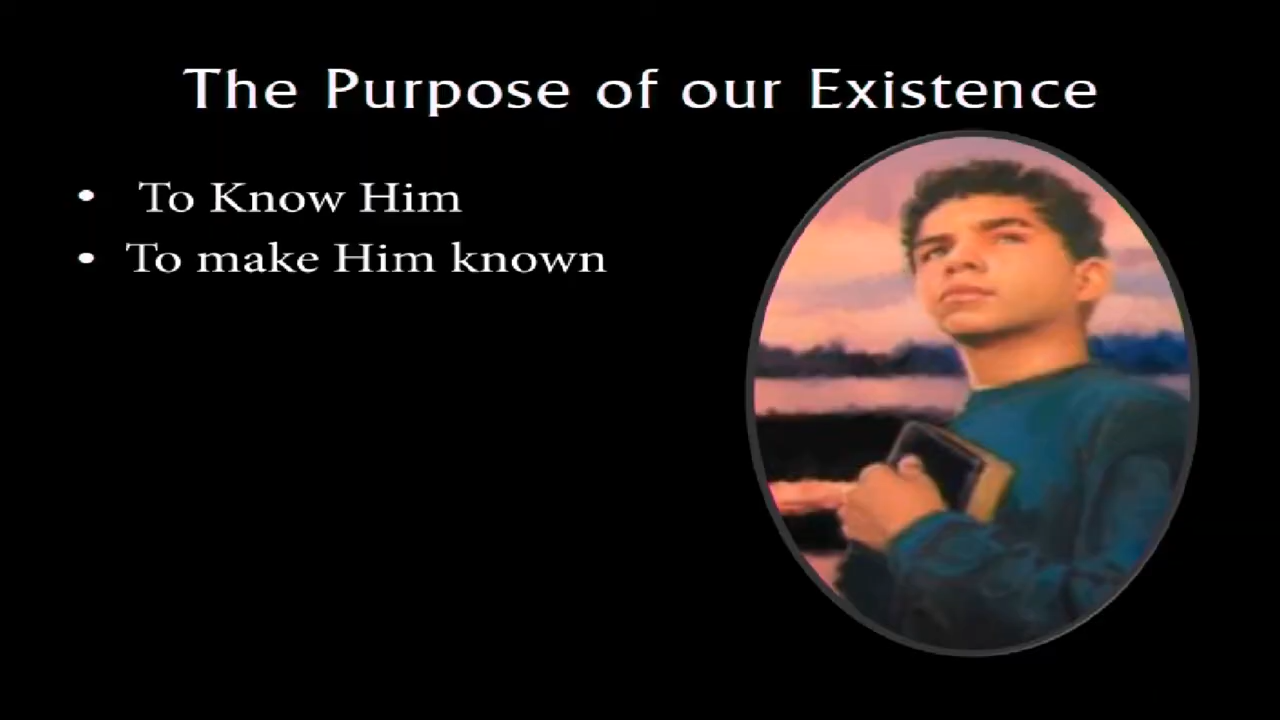 The Purpose of our Existence
• To Know Him
• To make Him known